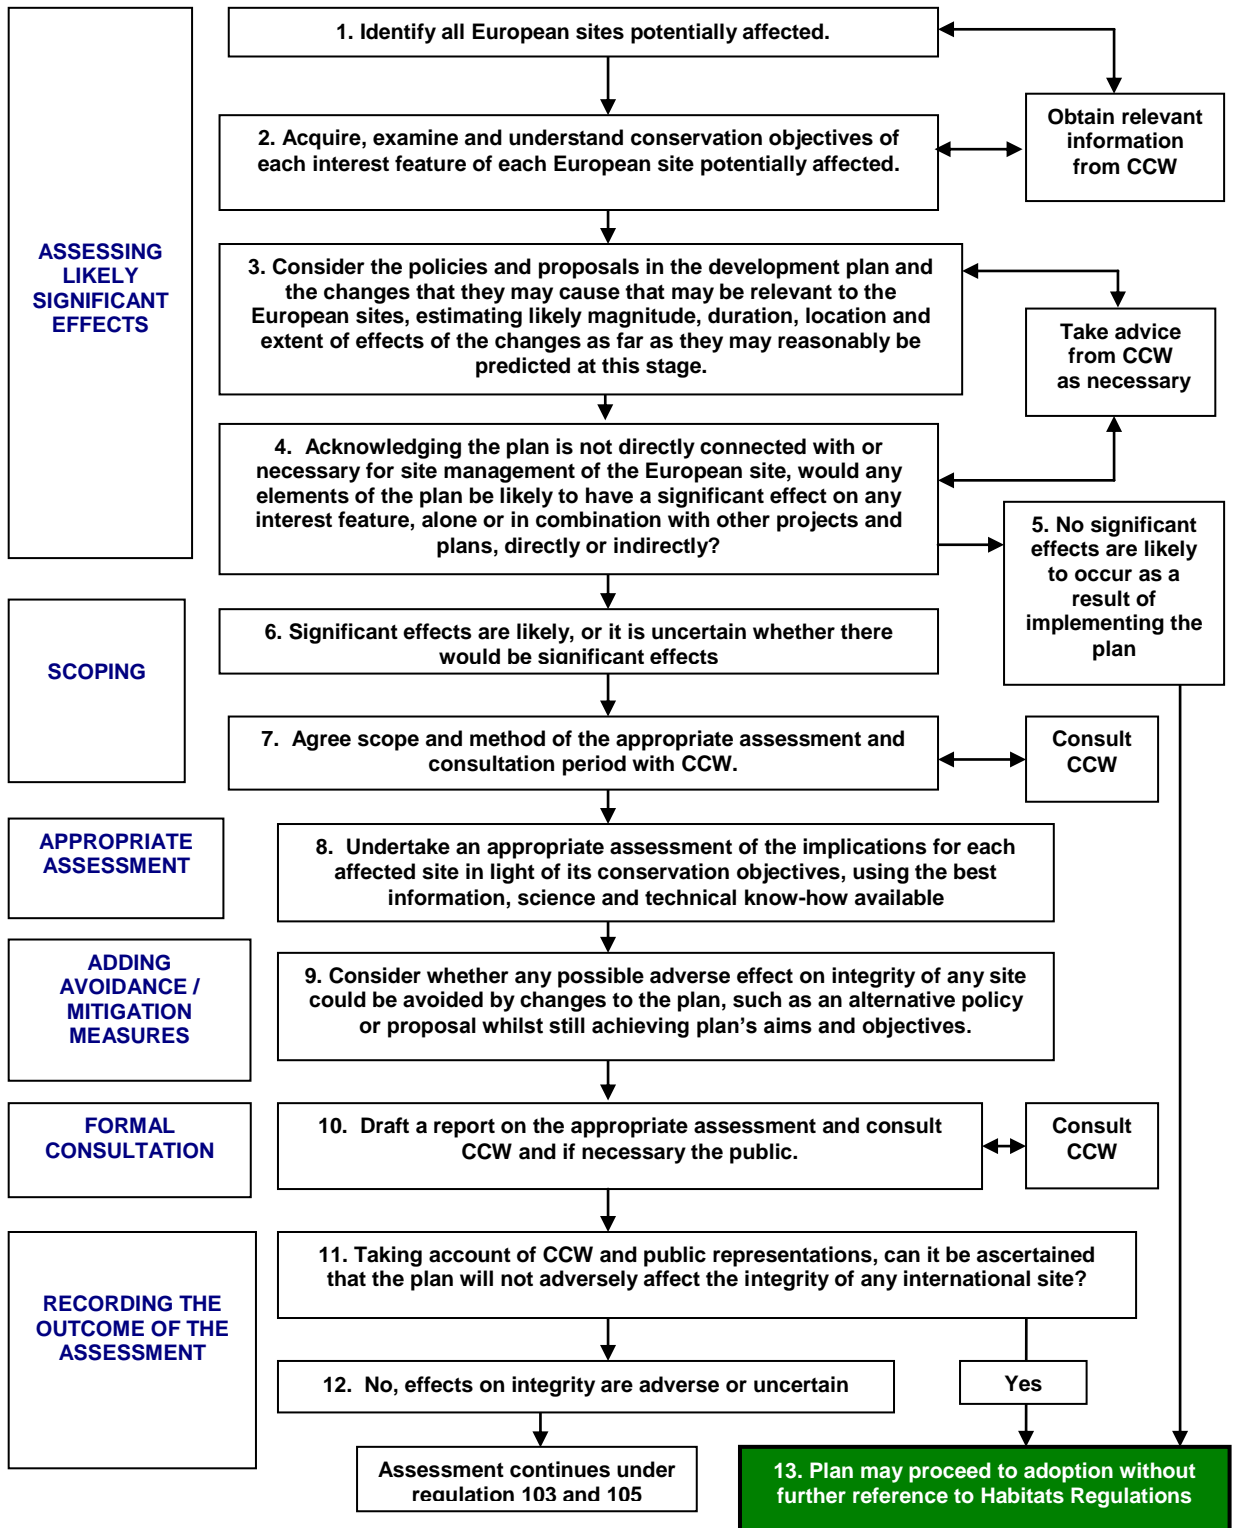 1. Identify all European sites potentially affected.
Obtain relevant
information
from CCW
2. Acquire, examine and understand conservation objectives of
each interest feature of each European site potentially affected.
ASSESSING
LIKELY
SIGNIFICANT
EFFECTS
3. Consider the policies and proposals in the development plan and
the changes that they may cause that may be relevant to the
European sites, estimating likely magnitude, duration, location and
extent of effects of the changes as far as they may reasonably be
predicted at this stage.
Take advice
from CCW
as necessary
4. Acknowledging the plan is not directly connected with or
necessary for site management of the European site, would any
elements of the plan be likely to have a significant effect on any
interest feature, alone or in combination with other projects and
plans, directly or indirectly?
5. No significant
effects are likely
to occur as a
result of
implementing the
plan
SCOPING
6. Significant effects are likely, or it is uncertain whether there
would be significant effects
7. Agree scope and method of the appropriate assessment and
consultation period with CCW.
Consult
CCW
APPROPRIATE
ASSESSMENT
8. Undertake an appropriate assessment of the implications for each
affected site in light of its conservation objectives, using the best
information, science and technical know-how available
ADDING
AVOIDANCE /
MITIGATION
MEASURES
9. Consider whether any possible adverse effect on integrity of any site
could be avoided by changes to the plan, such as an alternative policy
or proposal whilst still achieving plan's aims and objectives.
FORMAL
CONSULTATION
10. Draft a report on the appropriate assessment and consult
CCW and if necessary the public.
Consult
CCW
RECORDING THE
OUTCOME OF THE
ASSESSMENT
11. Taking account of CCW and public representations, can it be ascertained
that the plan will not adversely affect the integrity of any international site?
12. No, effects on integrity are adverse or uncertain
Yes
Assessment continues under
regulation 103 and 105
13. Plan may proceed to adoption without
further reference to Habitats Regulations